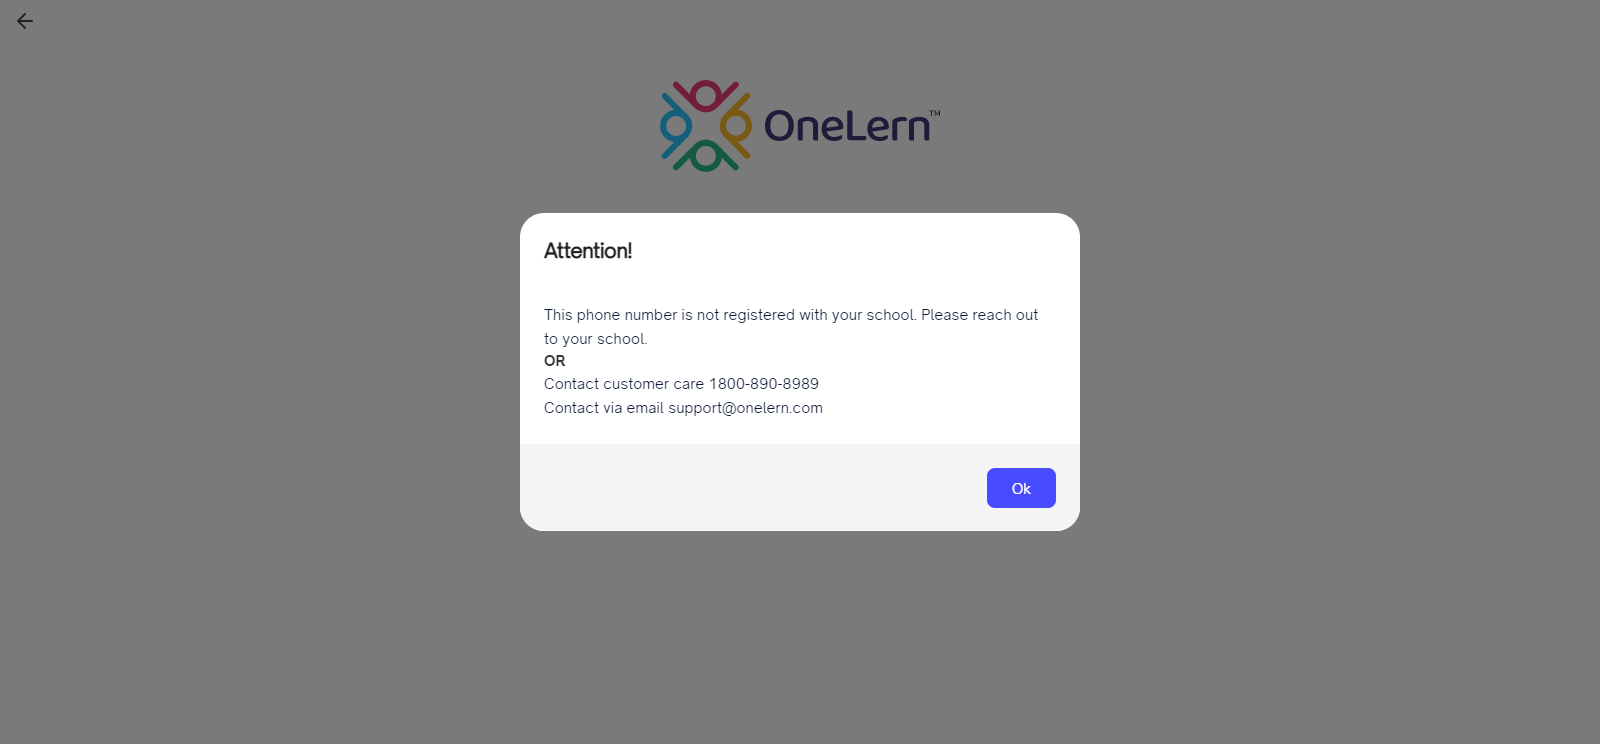 OneLern™
Attention!
This phone number is not registered with your school. Please reach out
to your school.
OR
Contact customer care 1800-890-8989
Contact via email support@onelern.com
Ok